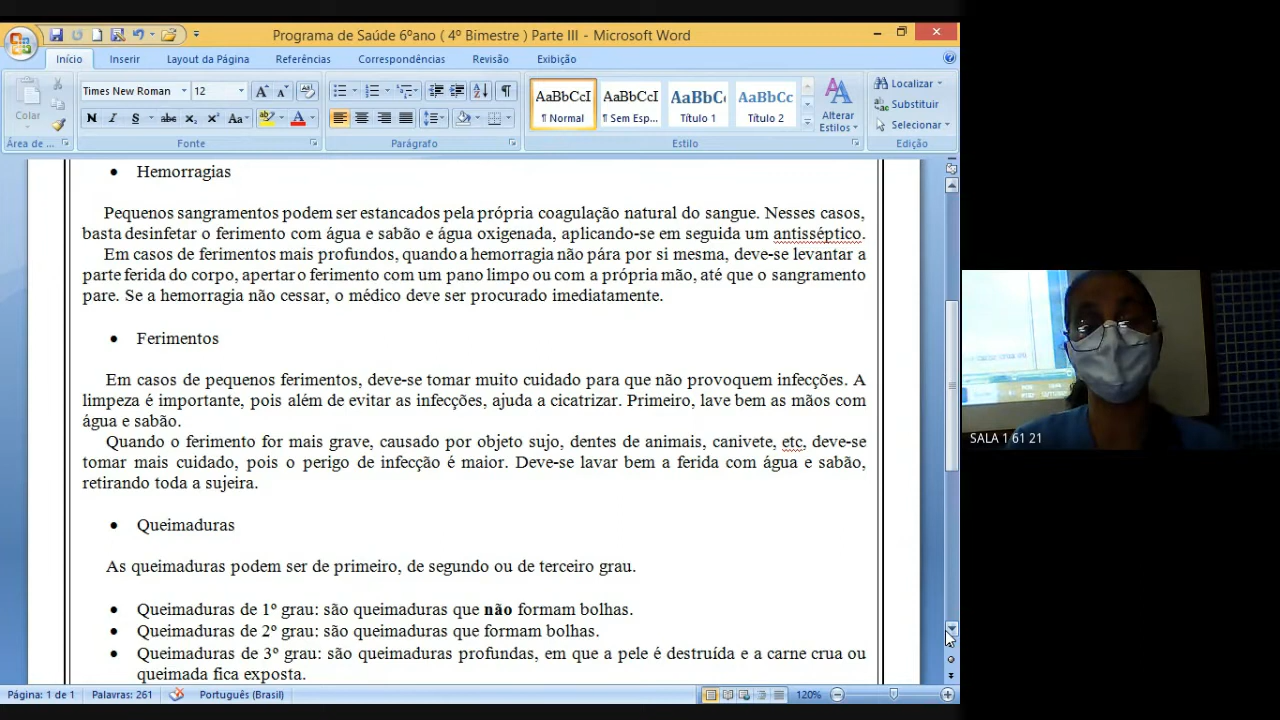 Programa de Saúde 6ºano ( 4º Bimestre ) Parte III - Microsoft Word
Início Inserir Layout da Página Referências Correspondências Revisão Exibição
Colar
Times New Roman 12
N I S abc x₂ x² Aa
AaBbCcI AaBbCcI AaBbC AaBbCc
¶ Normal ¶ Sem Esp... Título 1 Título 2
Alterar Estilos
Localizar
Substituir
Selecionar
Área de... Fonte Parágrafo Estilo Edição
• Hemorragias
Pequenos sangramentos podem ser estancados pela própria coagulação natural do sangue. Nesses casos,
basta desinfetar o ferimento com água e sabão e água oxigenada, aplicando-se em seguida um antisséptico.
Em casos de ferimentos mais profundos, quando a hemorragia não pára por si mesma, deve-se levantar a
parte ferida do corpo, apertar o ferimento com um pano limpo ou com a própria mão, até que o sangramento
pare. Se a hemorragia não cessar, o médico deve ser procurado imediatamente.
• Ferimentos
Em casos de pequenos ferimentos, deve-se tomar muito cuidado para que não provoquem infecções. A
limpeza é importante, pois além de evitar as infecções, ajuda a cicatrizar. Primeiro, lave bem as mãos com
água e sabão.
Quando o ferimento for mais grave, causado por objeto sujo, dentes de animais, canivete, etc, deve-se
tomar mais cuidado, pois o perigo de infecção é maior. Deve-se lavar bem a ferida com água e sabão,
retirando toda a sujeira.
• Queimaduras
As queimaduras podem ser de primeiro, de segundo ou de terceiro grau.
• Queimaduras de 1º grau: são queimaduras que não formam bolhas.
• Queimaduras de 2º grau: são queimaduras que formam bolhas.
• Queimaduras de 3º grau: são queimaduras profundas, em que a pele é destruída e a carne crua ou
queimada fica exposta.
Página: 1 de 1 Palavras: 261 Português (Brasil) 120%
SALA 1 61 21